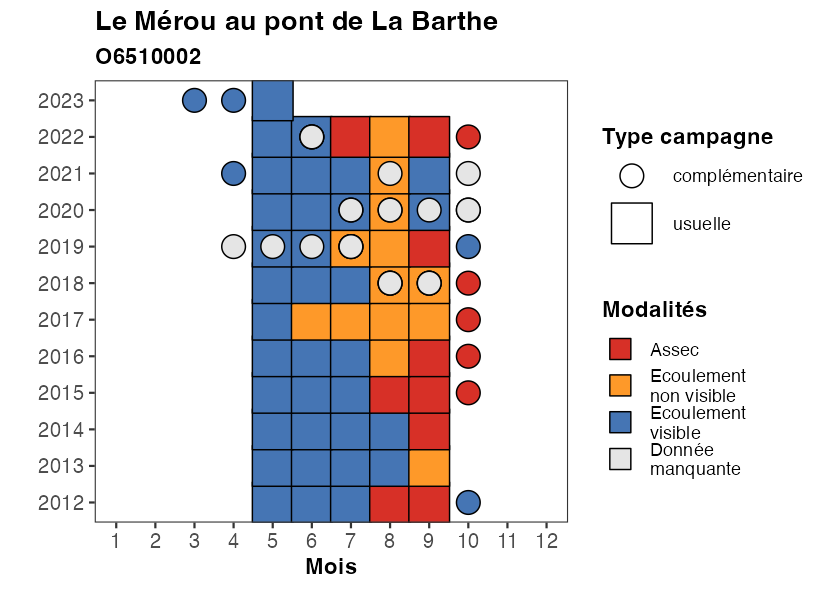 Le Mérou au pont de La Barthe
O6510002
2023
2022
2021
2020
2019
2018
2017
2016
2015
2014
2013
2012
1 2 3 4 5 6 7 8 9 10 11 12
Mois
Type campagne
complémentaire
usuelle
Modalités
Assec
Ecoulement
non visible
Ecoulement
visible
Donnée
manquante